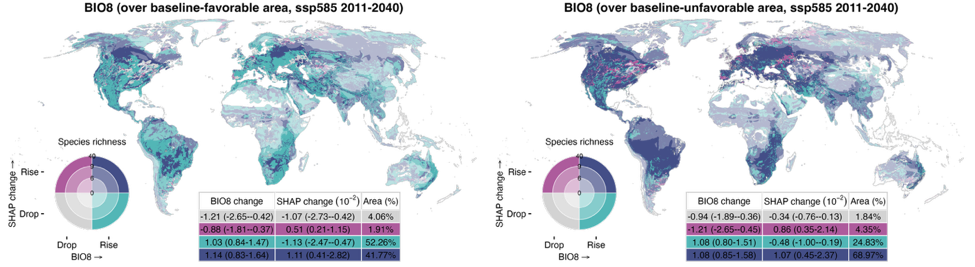 BIO8 (over baseline-favorable area, ssp585 2011-2040)
Species richness
40
8
6
0
SHAP change →
Rise
Drop
Drop
Rise
BIO8 →
BIO8 change SHAP change (10⁻²) Area (%)
-1.21 (-2.65--0.42) -1.07 (-2.73--0.42) 4.06%
-0.88 (-1.81--0.37) 0.51 (0.21-1.15) 1.91%
1.03 (0.84-1.47) -1.13 (-2.47--0.47) 52.26%
1.14 (0.83-1.64) 1.11 (0.41-2.82) 41.77%
BIO8 (over baseline-unfavorable area, ssp585 2011-2040)
Species richness
40
8
6
0
SHAP change →
Rise
Drop
Drop
Rise
BIO8 →
BIO8 change SHAP change (10⁻²) Area (%)
-0.94 (-1.89--0.36) -0.34 (-0.76--0.13) 1.84%
-1.21 (-2.65--0.45) 0.86 (0.35-2.14) 4.35%
1.08 (0.80-1.51) -0.48 (-1.00--0.19) 24.83%
1.08 (0.85-1.58) 1.07 (0.45-2.37) 68.97%